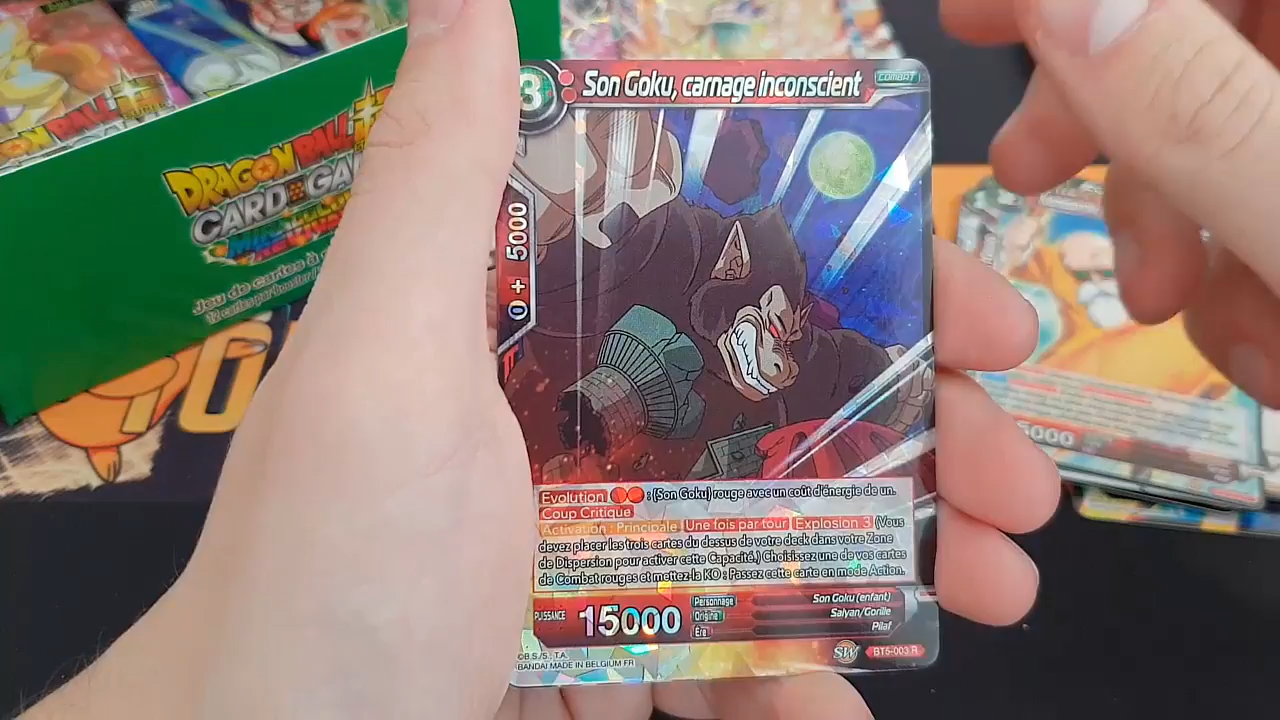 DRAGON BALL
CARD GA
Jeu de cartes à
12 cartes par booster
3
Son Goku, carnage inconscient
COMBAT
0 + 5000
Evolution : {Son Goku} rouge avec un coût d'énergie de un.
Coup Critique
Activation : Principale Une fois par tour Explosion 3 (Vous
devez placer les trois cartes du dessus de votre deck dans votre Zone
de Dispersion pour activer cette Capacité.) Choisissez une de vos cartes
de Combat rouges et mettez-la KO : Passez cette carte en mode Action.
PUISSANCE
15000
Personnage Son Goku (enfant)
Origine Saiyan/Gorille
Ère Pilaf
©B.S./S., T.A.
BANDAI MADE IN BELGIUM FR
SW BT5-003 R
5000